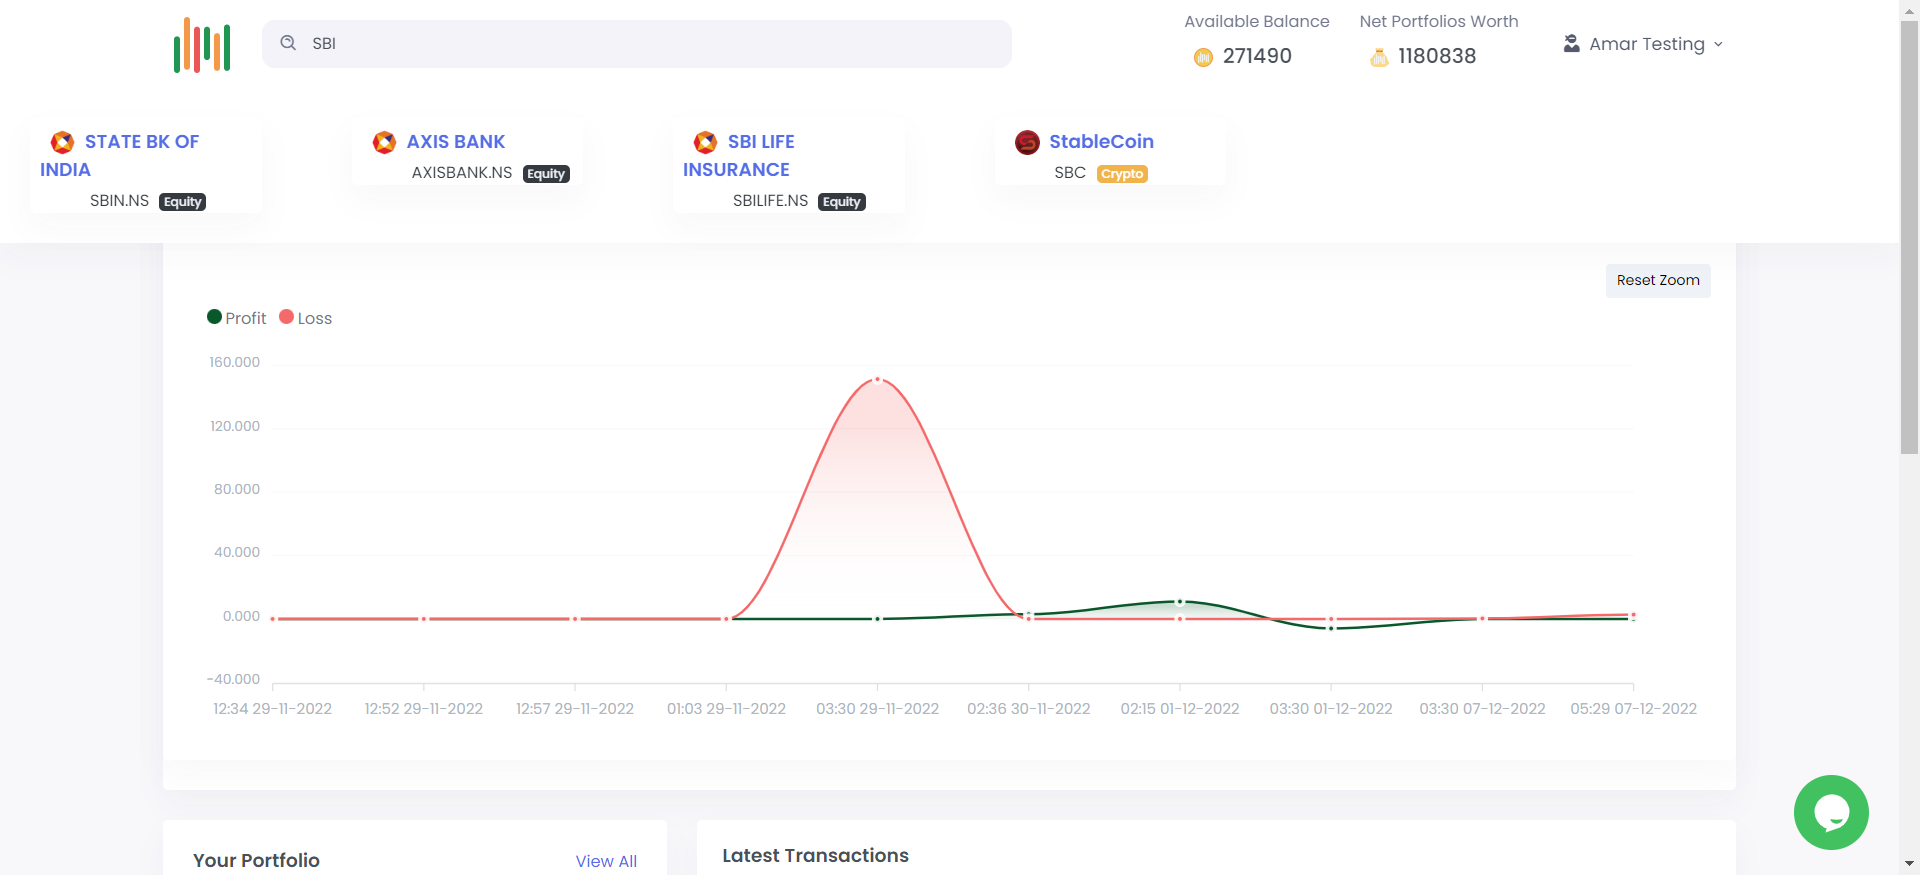 SBI
Available Balance
271490
Net Portfolios Worth
1180838
Amar Testing
STATE BK OF
INDIA
SBIN.NS Equity
AXIS BANK
AXISBANK.NS Equity
SBI LIFE
INSURANCE
SBILIFE.NS Equity
StableCoin
SBC Crypto
Reset Zoom
Profit Loss
160.000
120.000
80.000
40.000
0.000
-40.000
12:34 29-11-2022 12:52 29-11-2022 12:57 29-11-2022 01:03 29-11-2022 03:30 29-11-2022 02:36 30-11-2022 02:15 01-12-2022 03:30 01-12-2022 03:30 07-12-2022 05:29 07-12-2022
Your Portfolio View All
Latest Transactions